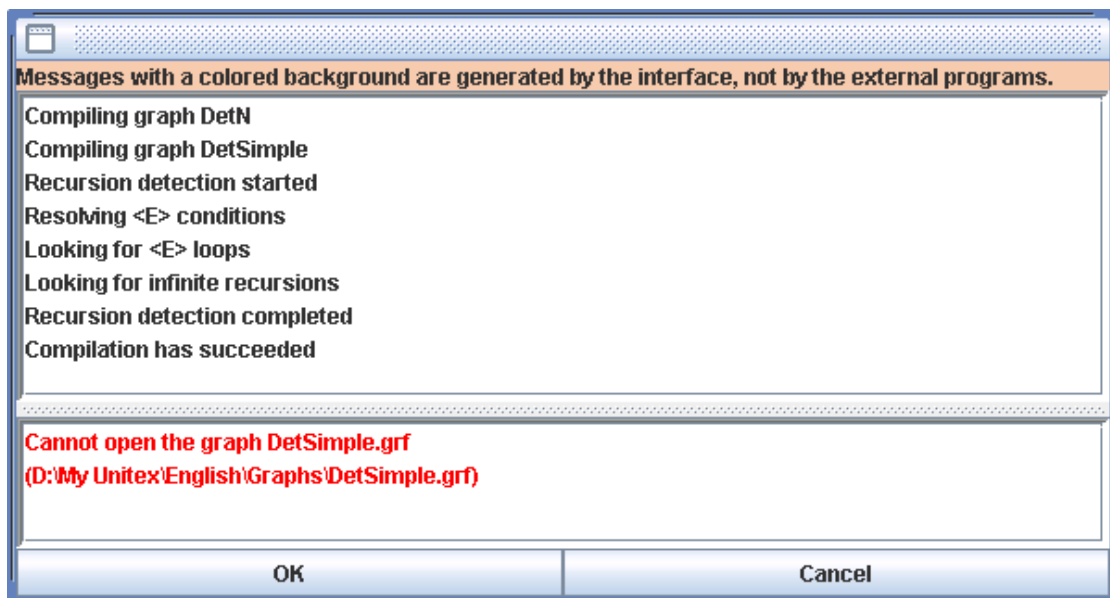 Messages with a colored background are generated by the interface, not by the external programs.
Compiling graph DetN
Compiling graph DetSimple
Recursion detection started
Resolving <E> conditions
Looking for <E> loops
Looking for infinite recursions
Recursion detection completed
Compilation has succeeded
Cannot open the graph DetSimple.grf
(D:\My Unitex\English\Graphs\DetSimple.grf)
OK
Cancel